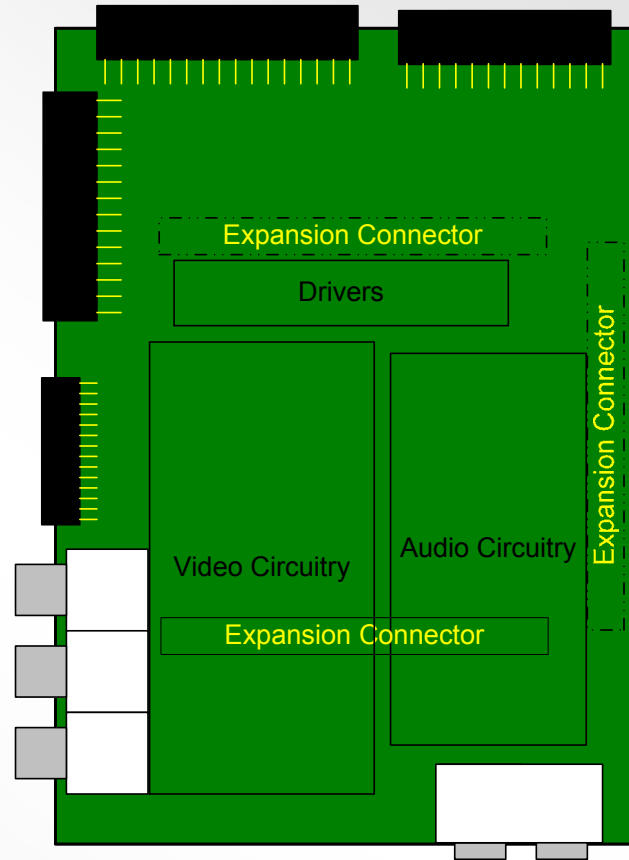 Expansion Connector
Drivers
Expansion Connector
Video Circuitry
Audio Circuitry
Expansion Connector